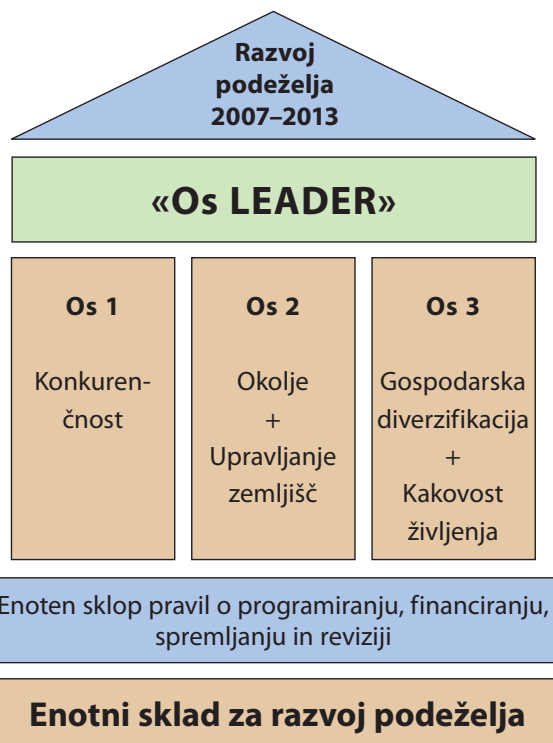 Razvoj
podeželja
2007–2013
«Os LEADER»
Os 1
Konkuren-
čnost
Os 2
Okolje
+
Upravljanje
zemljišč
Os 3
Gospodarska
diverzifikacija
+
Kakovost
življenja
Enoten sklop pravil o programiranju, financiranju,
spremljanju in reviziji
Enotni sklad za razvoj podeželja